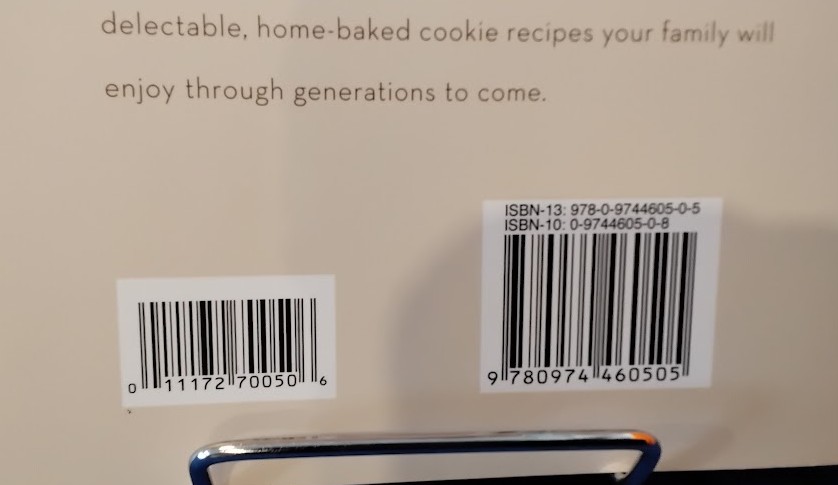 delectable, home-baked cookie recipes your family will
enjoy through generations to come.
ISBN-13: 978-0-9744605-0-5
ISBN-10: 0-9744605-0-8
9 780974 460505
0 11172 70050 6